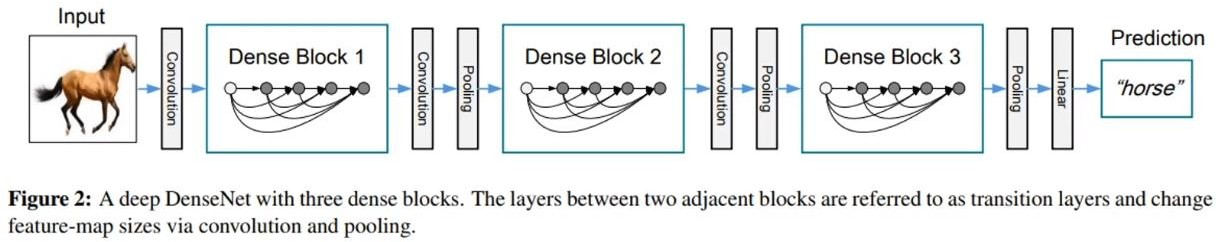 Input
Convolution
Dense Block 1
Convolution
Pooling
Dense Block 2
Convolution
Pooling
Dense Block 3
Pooling
Linear
Prediction
“horse”
Figure 2: A deep DenseNet with three dense blocks. The layers between two adjacent blocks are referred to as transition layers and change
feature-map sizes via convolution and pooling.